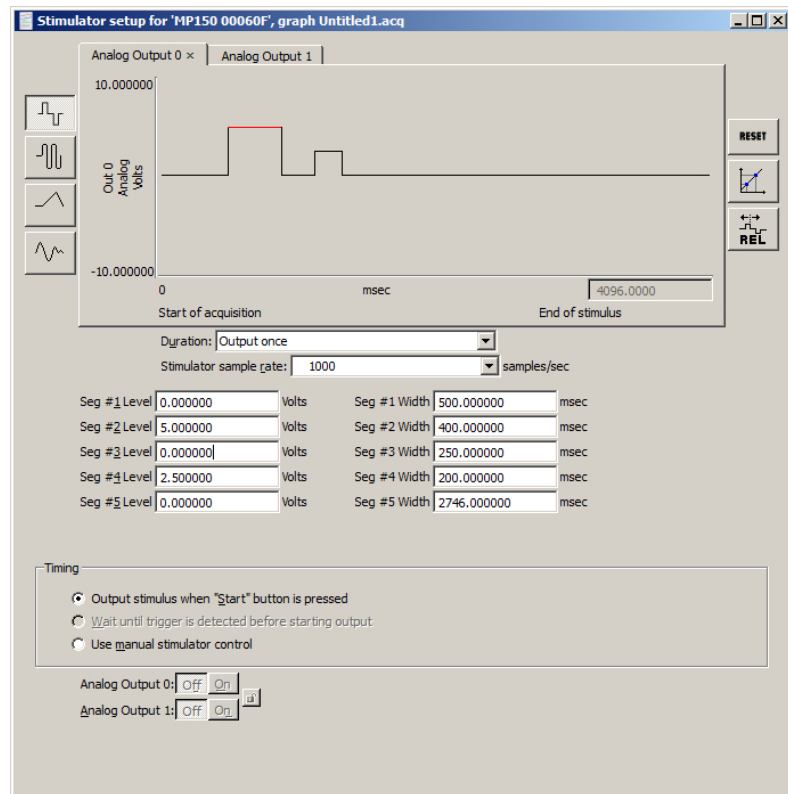 Stimulator setup for 'MP150 00060F', graph Untitled1.acq
Analog Output 0 ×
Analog Output 1
10.000000
Out 0
Analog
Volts
-10.000000
0
msec
4096.0000
Start of acquisition
End of stimulus
RESET
REL
Duration: Output once
Stimulator sample rate: 1000 samples/sec
Seg #1 Level 0.000000 Volts Seg #1 Width 500.000000 msec
Seg #2 Level 5.000000 Volts Seg #2 Width 400.000000 msec
Seg #3 Level 0.000000 Volts Seg #3 Width 250.000000 msec
Seg #4 Level 2.500000 Volts Seg #4 Width 200.000000 msec
Seg #5 Level 0.000000 Volts Seg #5 Width 2746.000000 msec
Timing
Output stimulus when "Start" button is pressed
Wait until trigger is detected before starting output
Use manual stimulator control
Analog Output 0: Off On
Analog Output 1: Off On